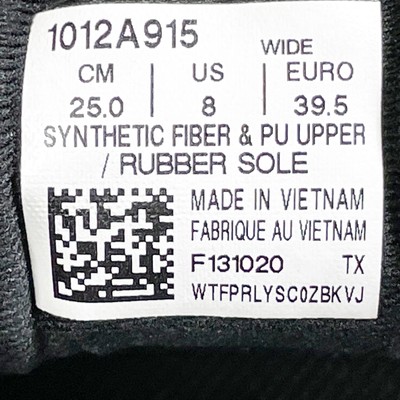 1012A915
WIDE
CM | US | EURO
25.0 | 8 | 39.5
SYNTHETIC FIBER & PU UPPER
/ RUBBER SOLE
MADE IN VIETNAM
FABRIQUE AU VIETNAM
F131020 TX
WTFPRLYSC0ZBKVJ